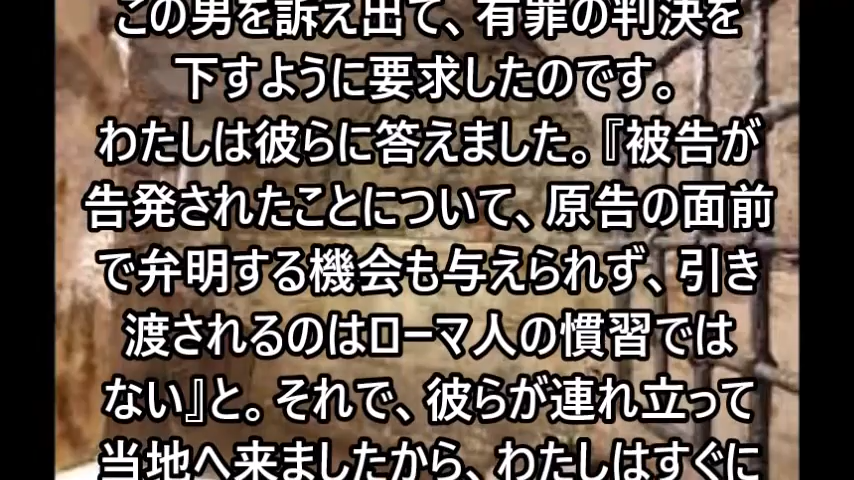 この男を訴え出て、有罪の判決を
下すように要求したのです。
わたしは彼らに答えました。『被告が
告発されたことについて、原告の面前
で弁明する機会も与えられず、引き
渡されるのはローマ人の慣習では
ない』と。それで、彼らが連れ立って
当地へ来ましたから、わたしはすぐに